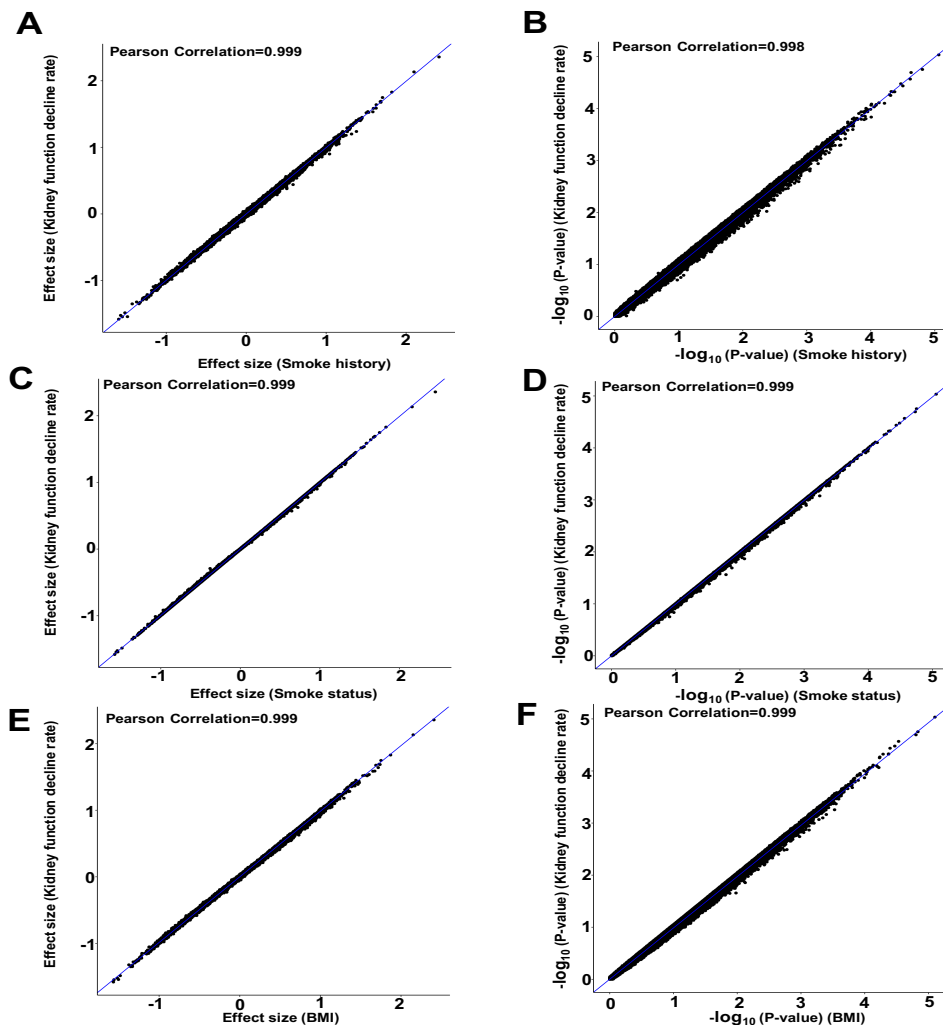 A
Pearson Correlation=0.999
Effect size (Kidney function decline rate)
2
1
0
-1
-1
0
1
2
Effect size (Smoke history)
B
Pearson Correlation=0.998
-log10 (P-value) (Kidney function decline rate)
5
4
3
2
1
0
0
1
2
3
4
5
-log10 (P-value) (Smoke history)
C
Pearson Correlation=0.999
Effect size (Kidney function decline rate)
2
1
0
-1
-1
0
1
2
Effect size (Smoke status)
D
Pearson Correlation=0.999
-log10 (P-value) (Kidney function decline rate)
5
4
3
2
1
0
0
1
2
3
4
5
-log10 (P-value) (Smoke status)
E
Pearson Correlation=0.999
Effect size (Kidney function decline rate)
2
1
0
-1
-1
0
1
2
Effect size (BMI)
F
Pearson Correlation=0.999
-log10 (P-value) (Kidney function decline rate)
5
4
3
2
1
0
0
1
2
3
4
5
-log10 (P-value) (BMI)